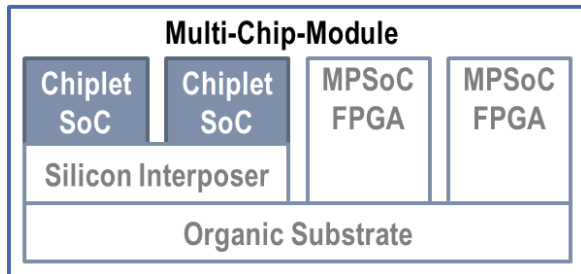 Multi-Chip-Module
Chiplet
SoC
Chiplet
SoC
MPSoC
FPGA
MPSoC
FPGA
Silicon Interposer
Organic Substrate